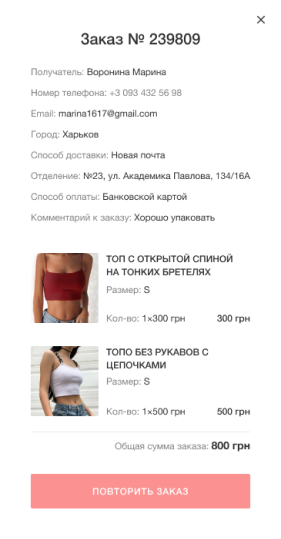 Заказ № 239809
Получатель: Воронина Марина
Номер телефона: +3 093 432 56 98
Email: marina1617@gmail.com
Город: Харьков
Способ доставки: Новая почта
Отделение: №23, ул. Академика Павлова, 134/16А
Способ оплаты: Банковской картой
Комментарий к заказу: Хорошо упаковать
ТОП С ОТКРЫТОЙ СПИНОЙ
НА ТОНКИХ БРЕТЕЛЯХ
Размер: S
Кол-во: 1×300 грн 300 грн
ТОПО БЕЗ РУКАВОВ С
ЦЕПОЧКАМИ
Размер: S
Кол-во: 1×500 грн 500 грн
Общая сумма заказа: 800 грн
ПОВТОРИТЬ ЗАКАЗ